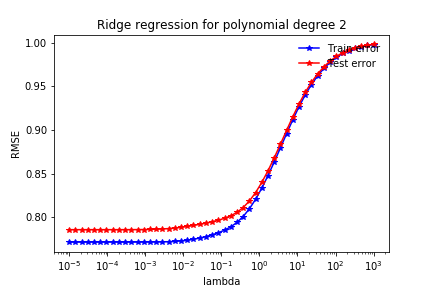 Ridge regression for polynomial degree 2
1.00
0.95
0.90
0.85
0.80
RMSE
Train error
Test error
10⁻⁵ 10⁻⁴ 10⁻³ 10⁻² 10⁻¹ 10⁰ 10¹ 10² 10³
lambda